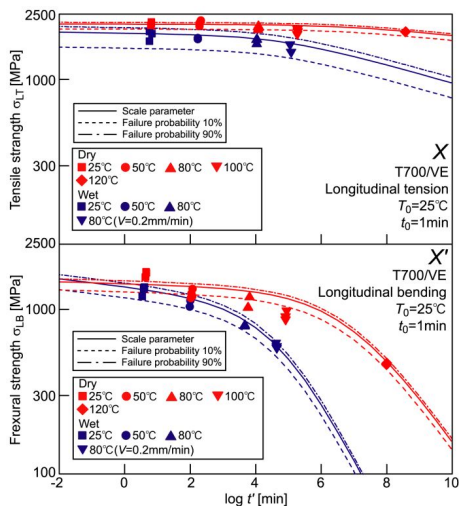 2500
1000
300
Tensile strength σLT [MPa]
Scale parameter
Failure probability 10%
Failure probability 90%
Dry
25℃ 50℃ 80℃ 100℃
120℃
Wet
25℃ 50℃ 80℃
80℃(V=0.2mm/min)
X
T700/VE
Longitudinal tension
T0=25℃
t0=1min
2500
1000
300
100
Frexural strength σLB [MPa]
X'
T700/VE
Longitudinal bending
T0=25℃
t0=1min
Scale parameter
Failure probability 10%
Failure probability 90%
Dry
25℃ 50℃ 80℃ 100℃
120℃
Wet
25℃ 50℃ 80℃
80℃(V=0.2mm/min)
-2 0 2 4 6 8 10
log t' [min]